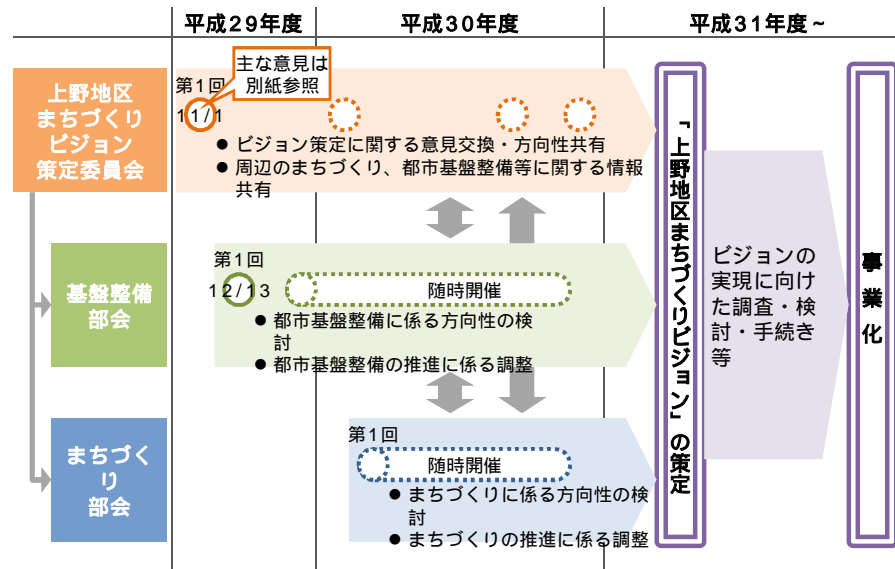 平成29年度
平成30年度
平成31年度～
上野地区
まちづくり
ビジョン
策定委員会
第1回
11/1
主な意見は
別紙参照
● ビジョン策定に関する意見交換・方向性共有
● 周辺のまちづくり、都市基盤整備等に関する情報
共有
基盤整備
部会
第1回
12/13
随時開催
● 都市基盤整備に係る方向性の検
討
● 都市基盤整備の推進に係る調整
まちづく
り
部会
第1回
随時開催
● まちづくりに係る方向性の検
討
● まちづくりの推進に係る調整
「上野地区まちづくりビジョン」の策定
ビジョンの
実現に向け
た調査・検
討・手続き
等
事業化